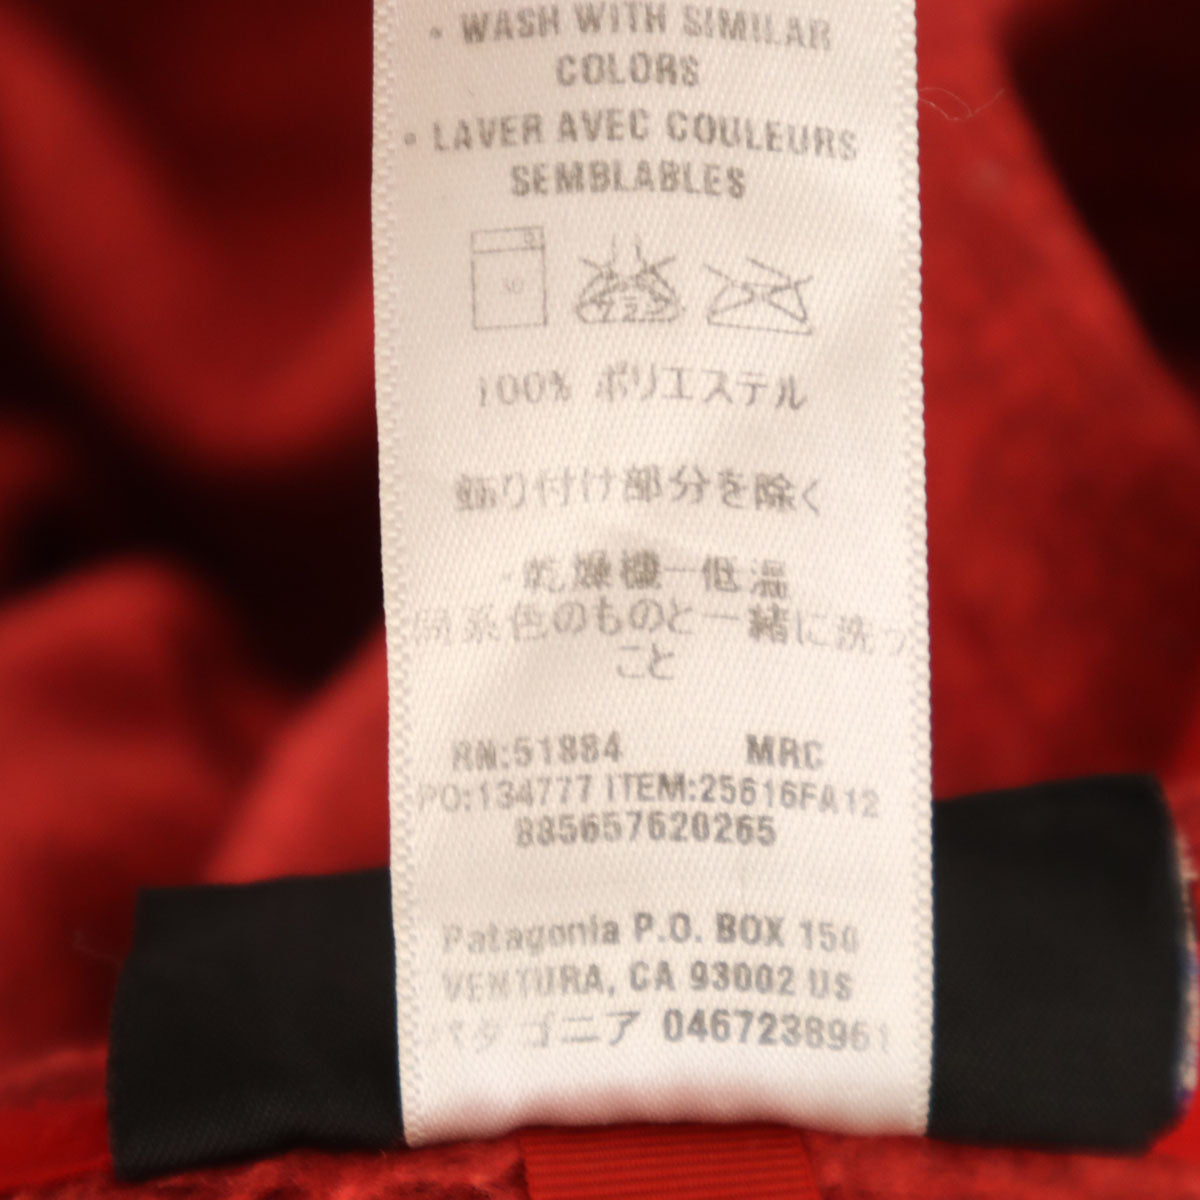 • WASH WITH SIMILAR
COLORS
• LAVER AVEC COULEURS
SEMBLABLES
100% ポリエステル
飾り付け部分を除く
・乾燥機ー低温
同系色のものと一緒に洗う
こと
RN:51884 MRC
PO:134777 ITEM:25616FA12
885657620265
Patagonia P.O. BOX 150
VENTURA, CA 93002 US
パタゴニア 0467238961